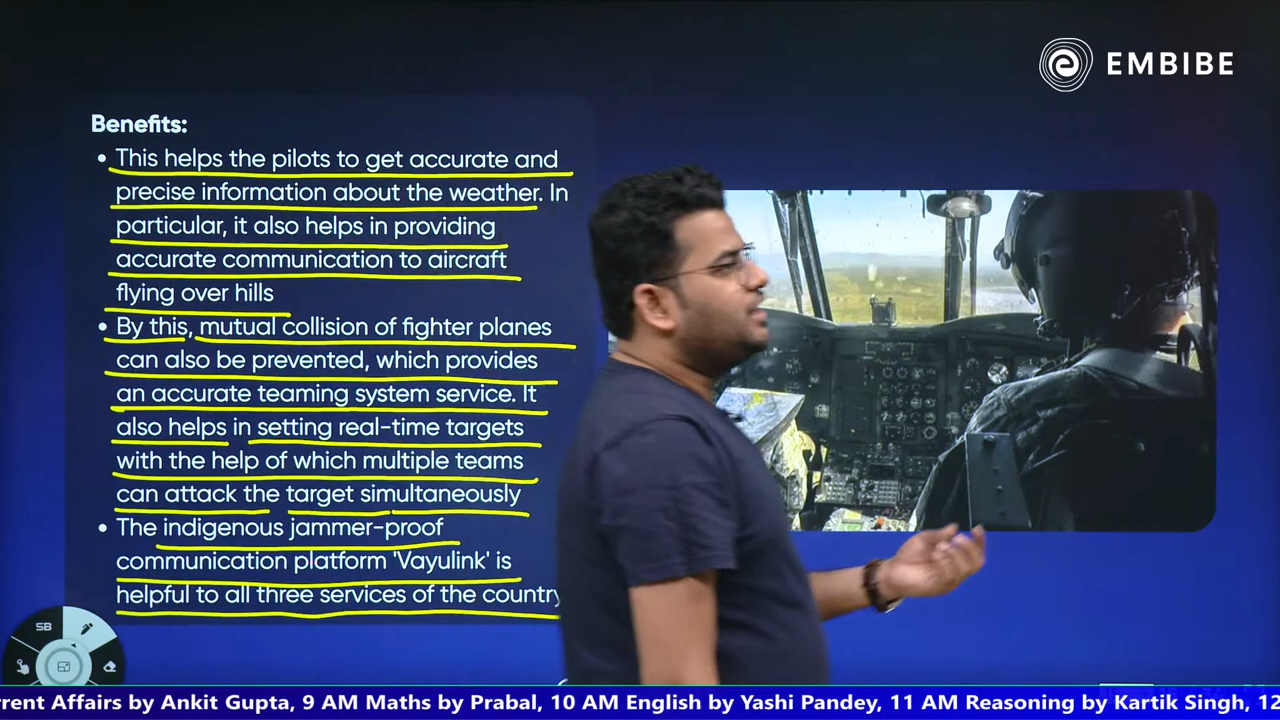 EMBIBE
Benefits:
• This helps the pilots to get accurate and
precise information about the weather. In
particular, it also helps in providing
accurate communication to aircraft
flying over hills
• By this, mutual collision of fighter planes
can also be prevented, which provides
an accurate teaming system service. It
also helps in setting real-time targets
with the help of which multiple teams
can attack the target simultaneously
• The indigenous jammer-proof
communication platform 'Vayulink' is
helpful to all three services of the country
SB
rrent Affairs by Ankit Gupta, 9 AM Maths by Prabal, 10 AM English by Yashi Pandey, 11 AM Reasoning by Kartik Singh, 12